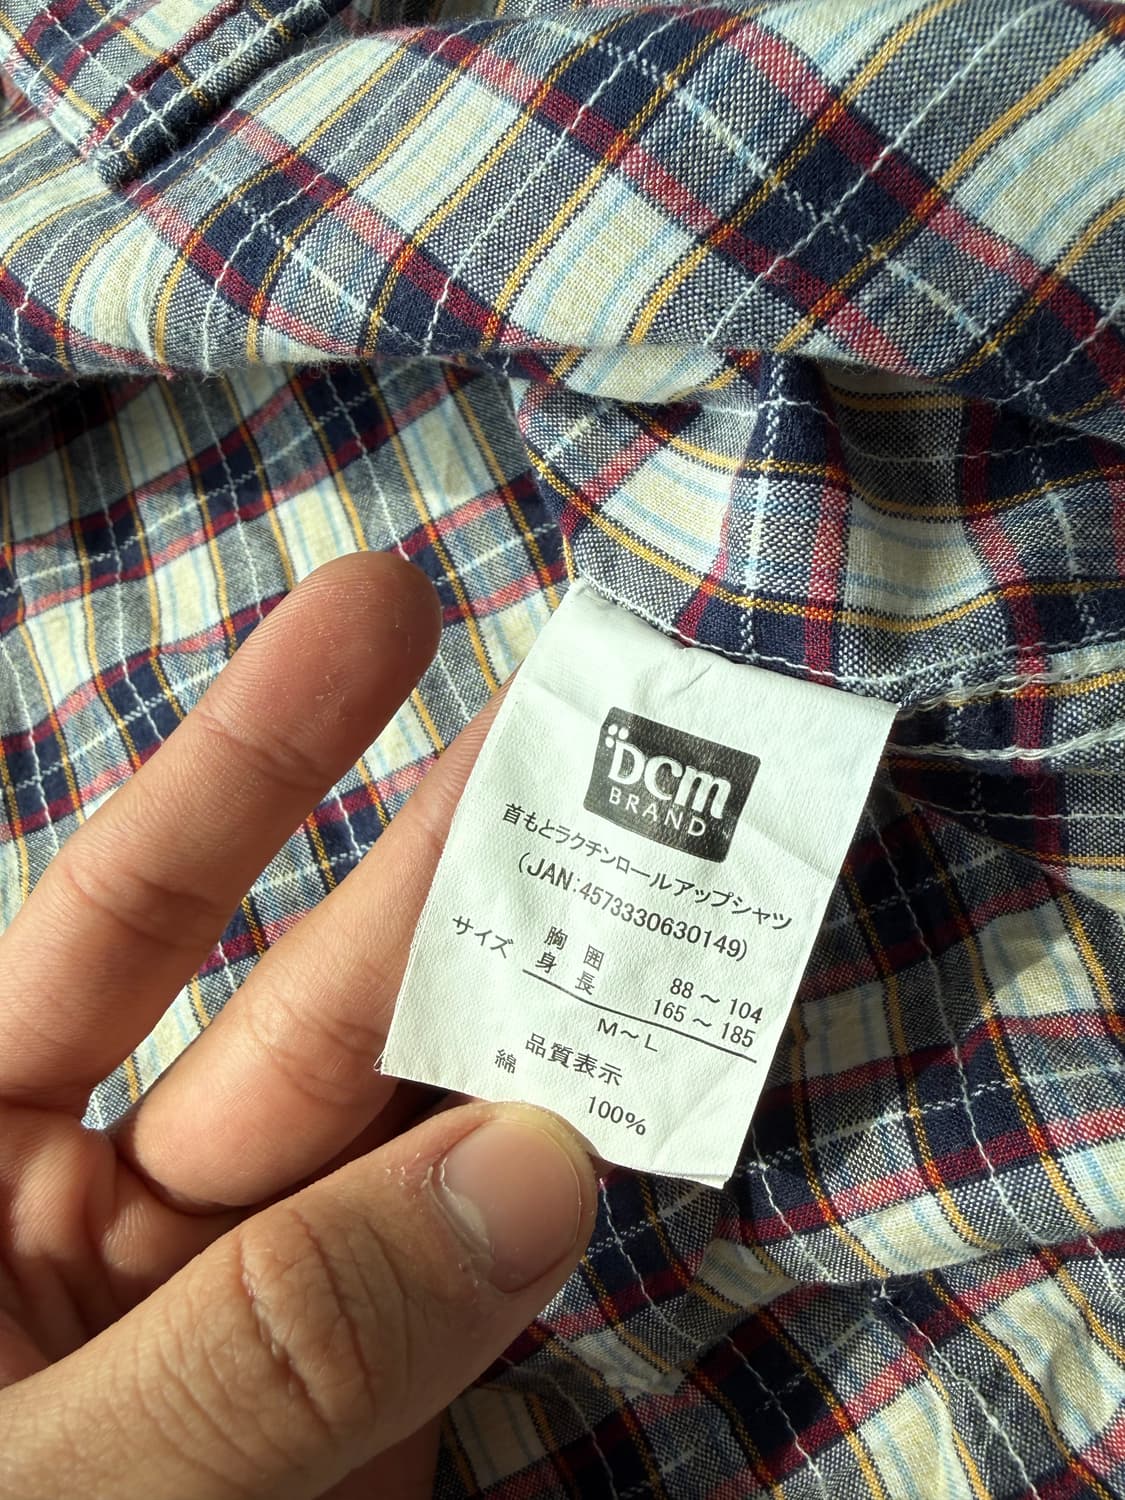 DCM
BRAND
首もとラクチンロールアップシャツ
(JAN:4573330630149)
サイズ 胸囲 88 ~ 104
身長 165 ~ 185
M~L
品質表示
綿 100%